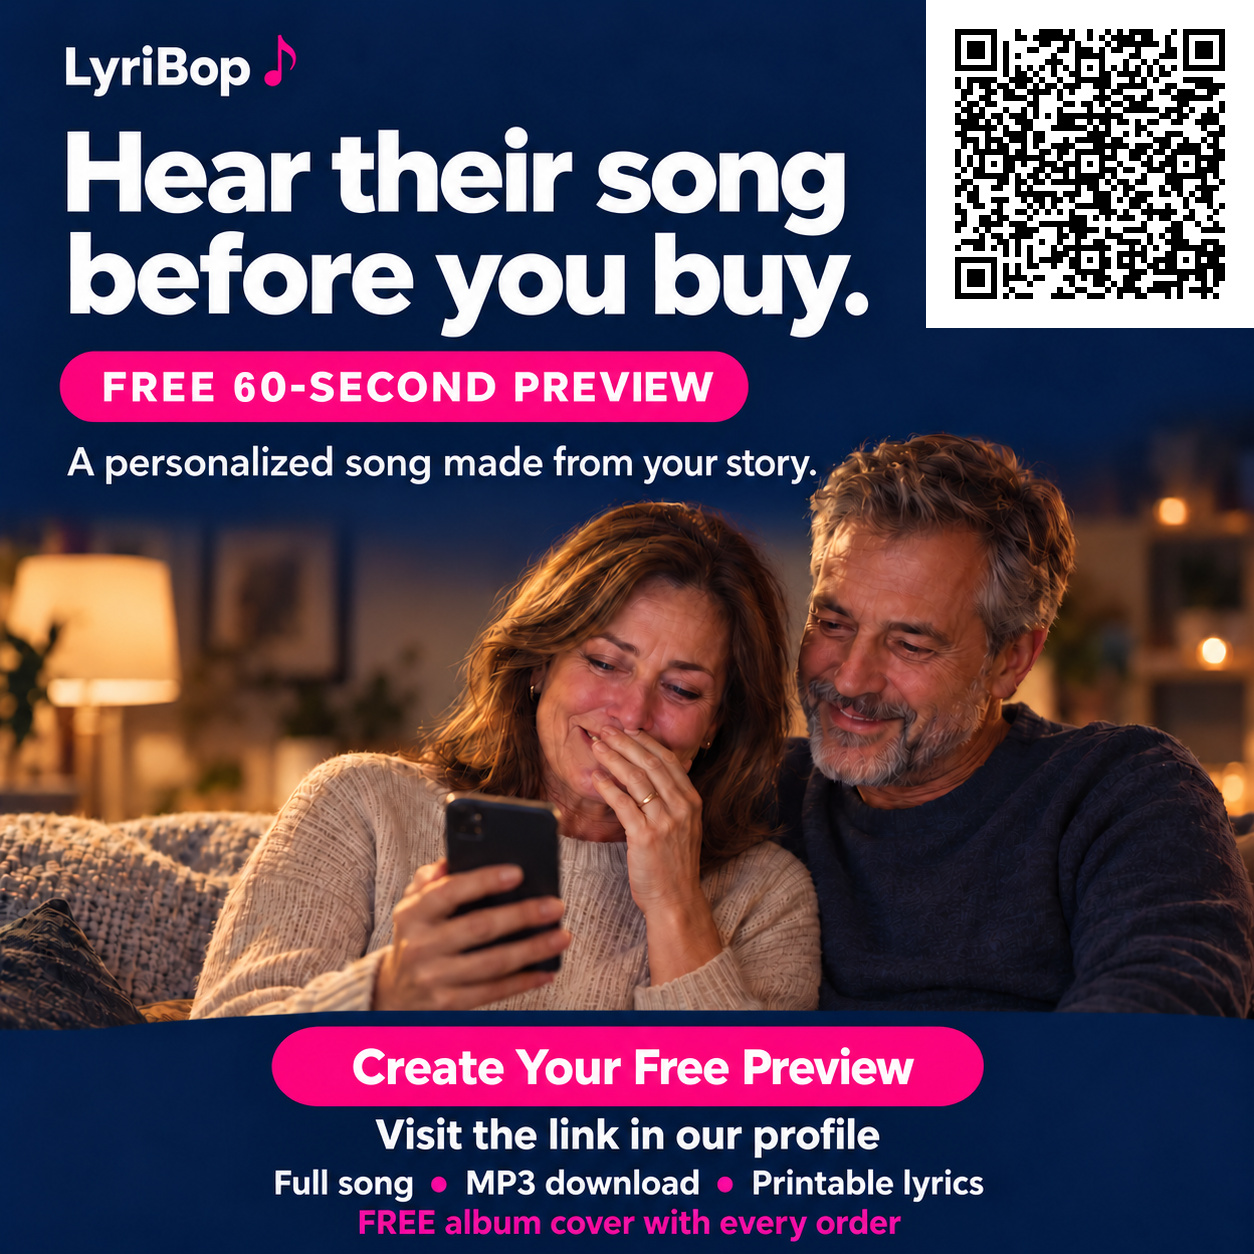 LyriBop
Hear their song
before you buy.
FREE 60-SECOND PREVIEW
A personalized song made from your story.
Create Your Free Preview
Visit the link in our profile
Full song • MP3 download • Printable lyrics
FREE album cover with every order